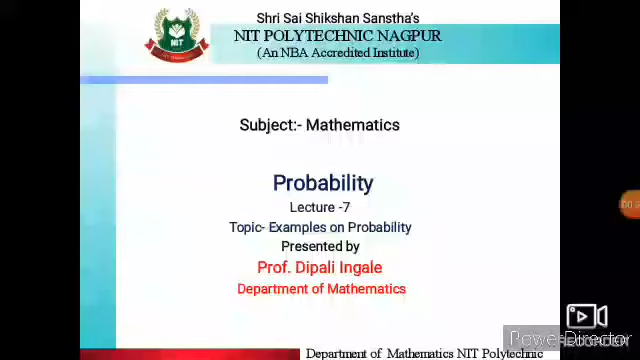 Shri Sai Shikshan Sanstha's
NIT POLYTECHNIC NAGPUR
(An NBA Accredited Institute)
NIT
Subject:- Mathematics
Probability
Lecture -7
Topic- Examples on Probability
Presented by
Prof. Dipali Ingale
Department of Mathematics
PowerDirector
Department of Mathematics NIT Polytechnic